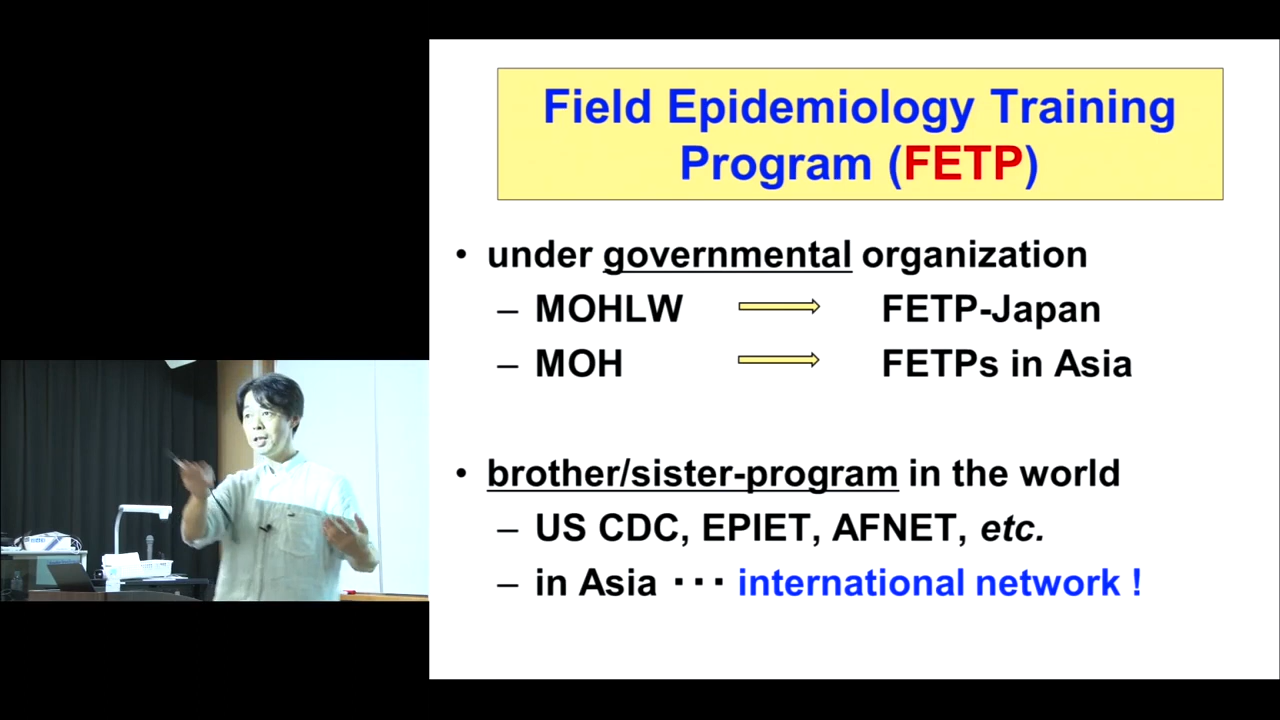 Field Epidemiology Training
Program (FETP)
• under governmental organization
– MOHLW FETP-Japan
– MOH FETPs in Asia
• brother/sister-program in the world
– US CDC, EPIET, AFNET, etc.
– in Asia ・・・ international network !